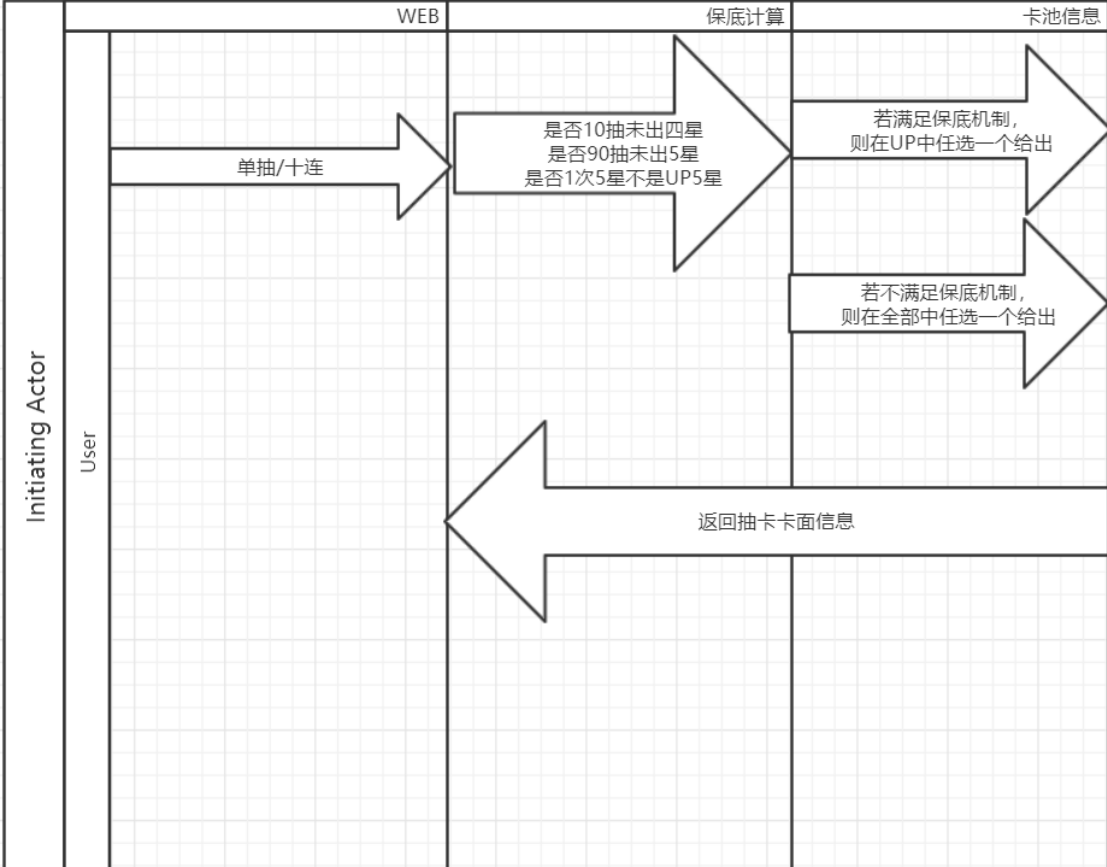 WEB
保底计算
卡池信息
Initiating Actor
User
单抽/十连
是否10抽未出四星
是否90抽未出5星
是否1次5星不是UP5星
若满足保底机制，
则在UP中任选一个给出
若不满足保底机制，
则在全部中任选一个给出
返回抽卡卡面信息